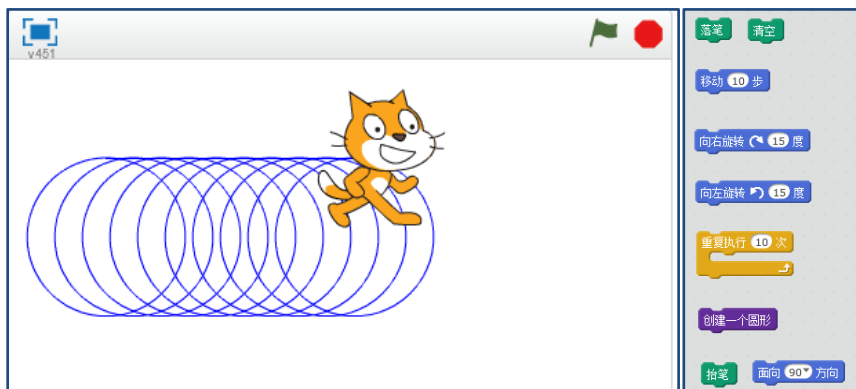 v451
落笔 清空
移动 10 步
向右旋转 15 度
向左旋转 15 度
重复执行 10 次
创建一个圆形
抬笔 面向 90 方向